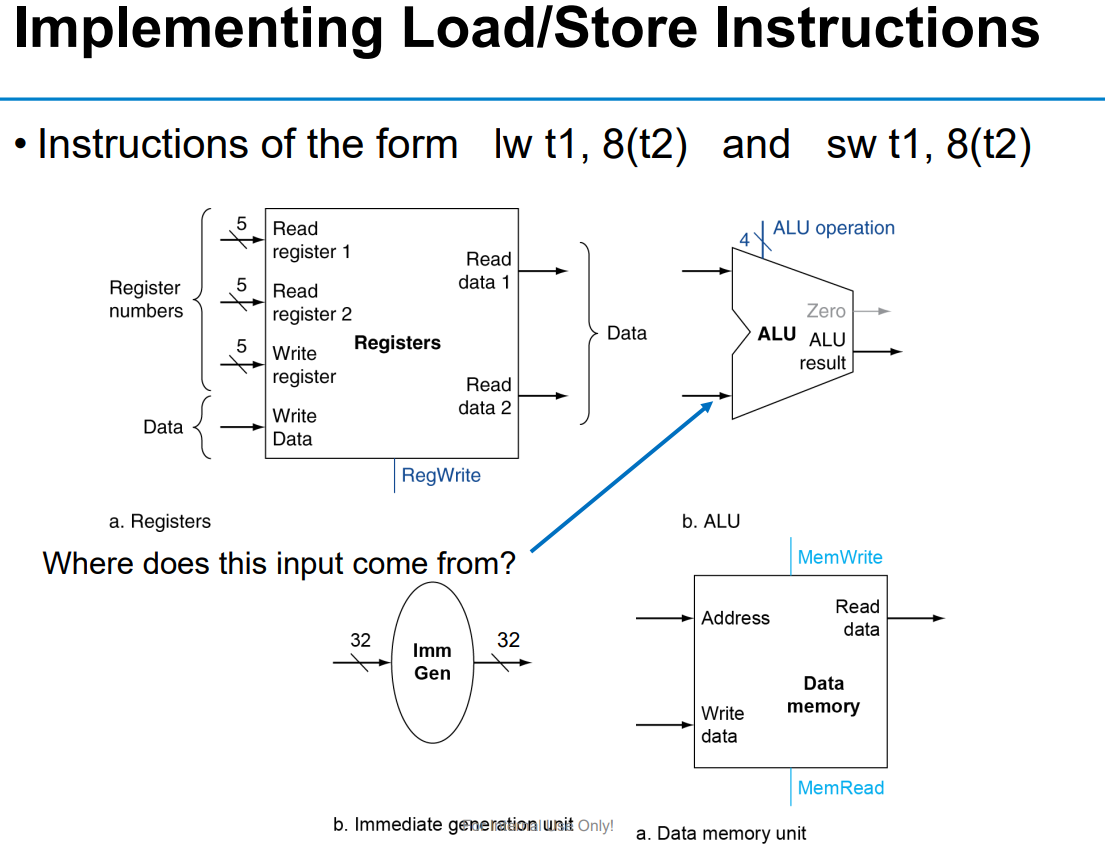 Implementing Load/Store Instructions
• Instructions of the form lw t1, 8(t2) and sw t1, 8(t2)
Register
numbers
5
5
5
Data
Read
register 1
Read
register 2
Write
register
Write
Data
Registers
Read
data 1
Read
data 2
RegWrite
Data
a. Registers
4
ALU operation
Zero
ALU
ALU
result
b. ALU
Where does this input come from?
32
Imm
Gen
32
b. Immediate generation unit
For Internal Use Only!
MemWrite
Address
Read
data
Data
memory
Write
data
MemRead
a. Data memory unit